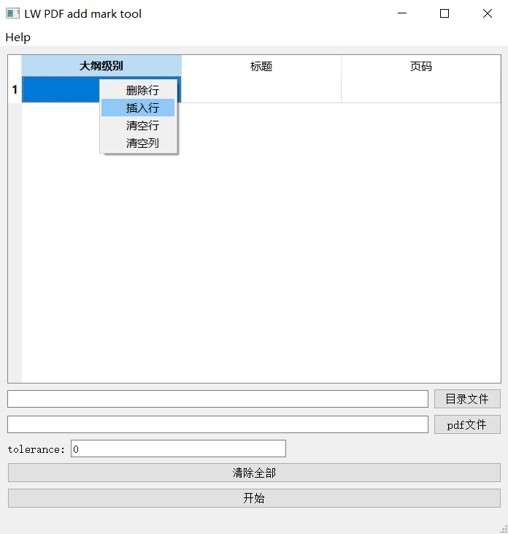 LW PDF add mark tool
Help
大纲级别 标题 页码
1
删除行
插入行
清空行
清空列
目录文件
pdf文件
tolerance: 0
清除全部
开始